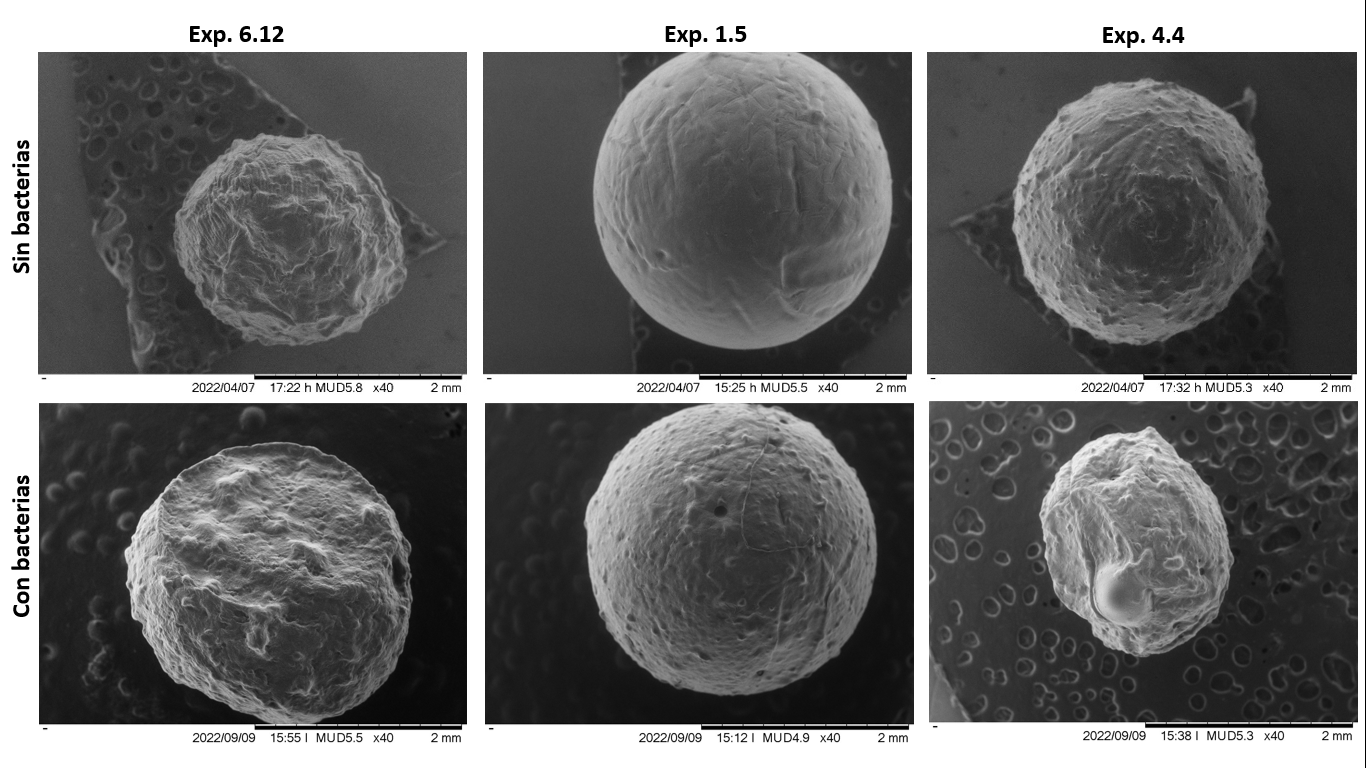 Exp. 6.12
Exp. 1.5
Exp. 4.4
Sin bacterias
2022/04/07 17:22 h MUD5.8 x40 2 mm
2022/04/07 15:25 h MUD5.5 x40 2 mm
2022/04/07 17:32 h MUD5.3 x40 2 mm
Con bacterias
2022/09/09 15:55 l MUD5.5 x40 2 mm
2022/09/09 15:12 l MUD4.9 x40 2 mm
2022/09/09 15:38 l MUD5.3 x40 2 mm